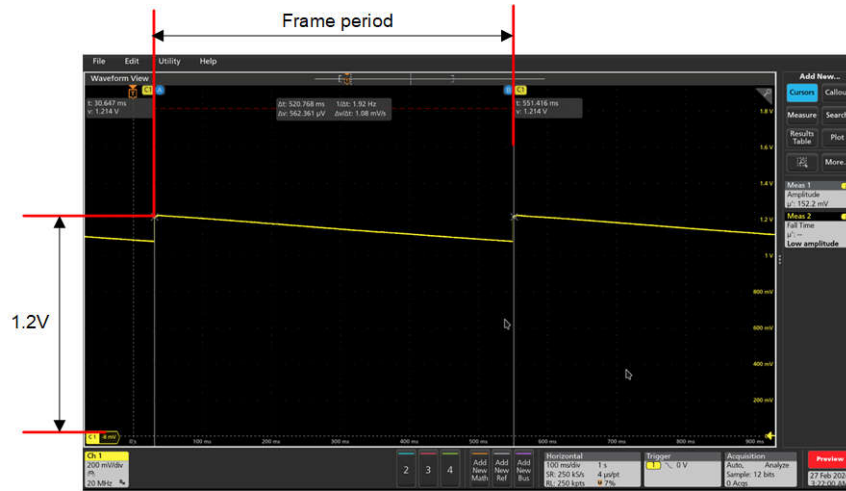 Frame period
File Edit Utility Help
Waveform View
C1 A
B C1
Add New...
t: 30.647 ms
v: 1.214 V
Δt: 520.768 ms 1/Δt: 1.92 Hz
Δv: 562.361 µV Δv/Δt: 1.08 mV/s
t: 551.416 ms
v: 1.214 V
Cursors Callout
1.8 V
Measure Search
1.6 V
Results
Table
Plot
More...
1.4 V
Meas 1
Amplitude
µ': 152.2 mV
1.2 V
Meas 2
Fall Time
µ': --
Low amplitude
1 V
1.2V
800 mV
600 mV
400 mV
200 mV
C1
0 s 100 ms 200 ms 300 ms 400 ms 500 ms 600 ms 700 ms 800 ms 900 ms
Ch 1
200 mV/div
20 MHz
2 3 4
Add
New
Math
Add
New
Ref
Add
New
Bus
Horizontal
100 ms/div 1 s
SR: 250 kS/s 4 µs/pt
RL: 250 kpts 7%
Trigger
1 0 V
Acquisition
Auto, Analyze
Sample: 12 bits
0 Acqs
Preview
27 Feb